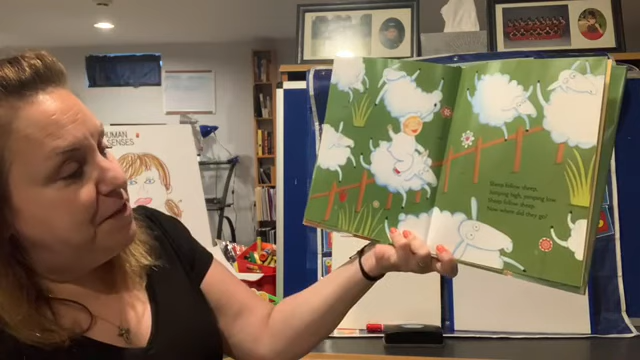 HUMAN
SENSES
Sheep follow sheep,
jumping high, jumping low.
Sheep follow sheep.
Now where did they go?